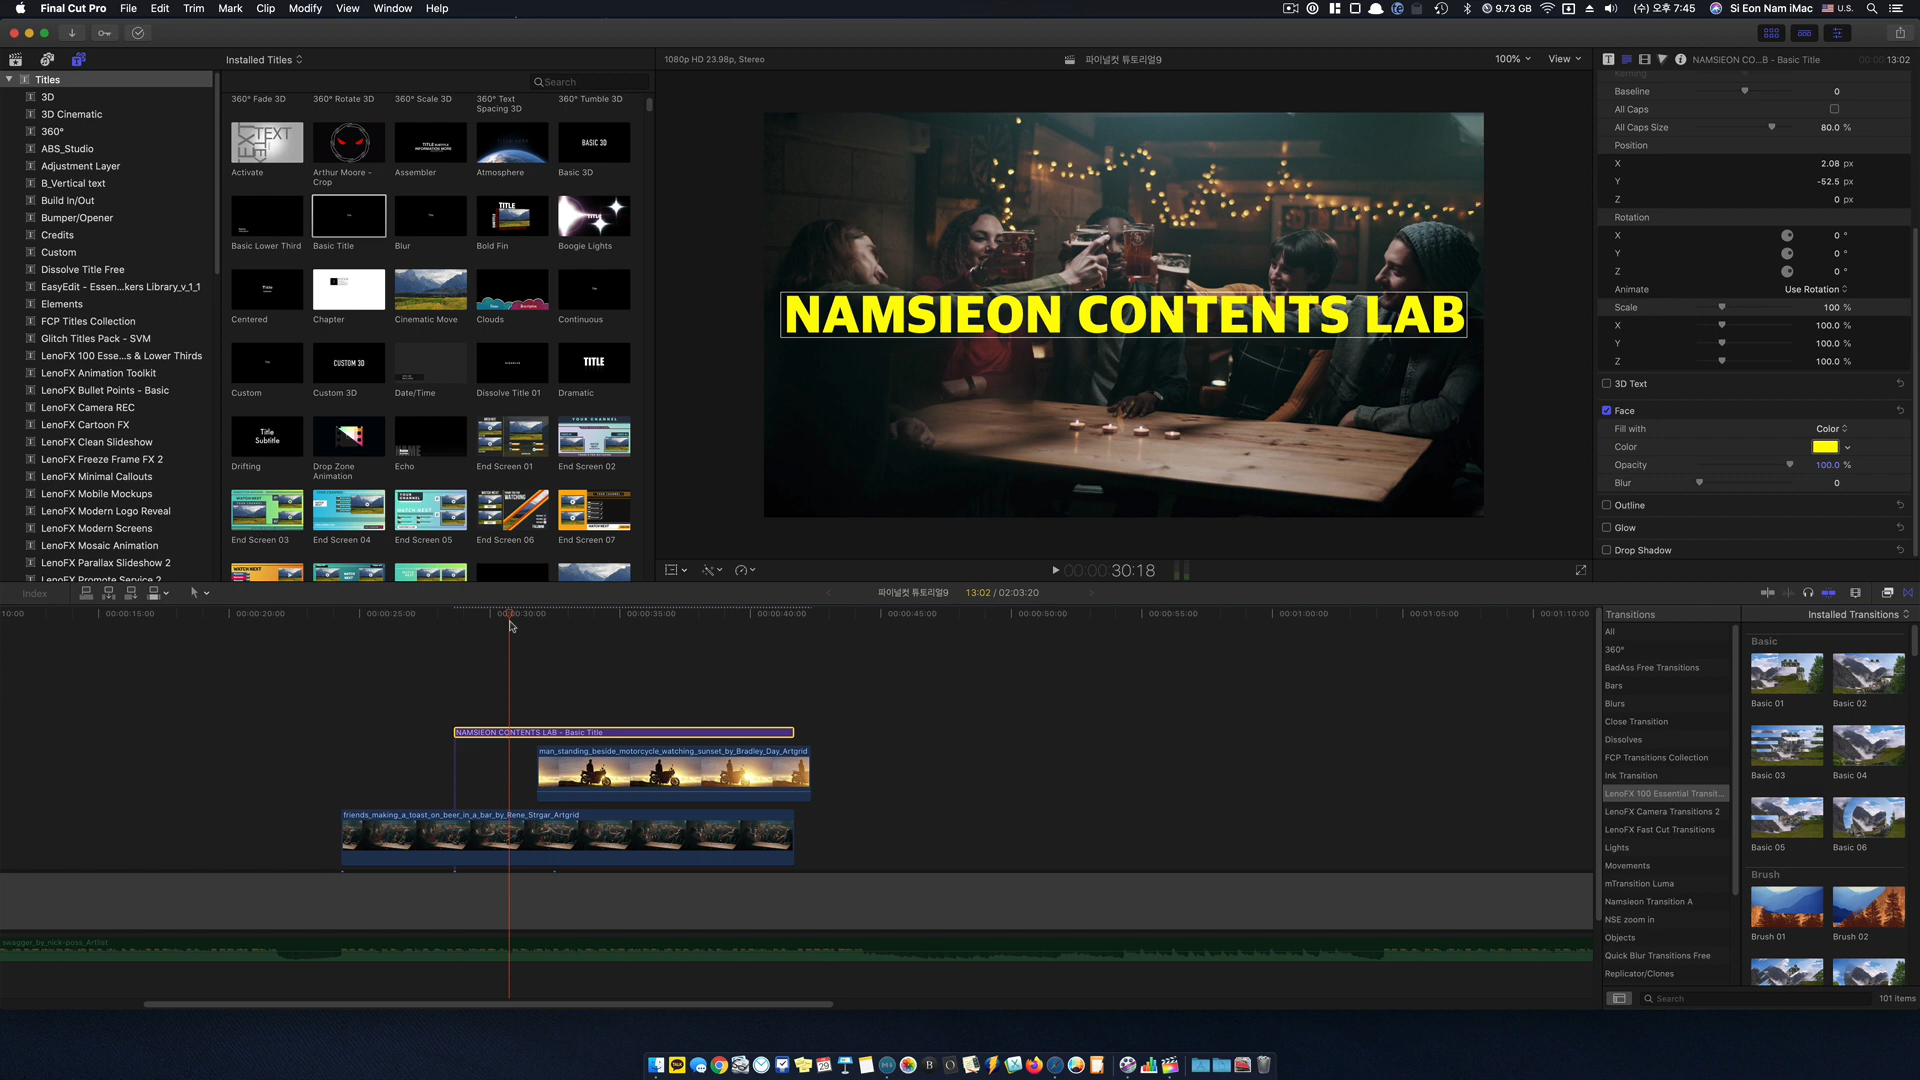 Final Cut Pro File Edit Trim Mark Clip Modify View Window Help
9.73 GB (수) 오후 7:45 Si Eon Nam iMac U.S.
Installed Titles
1080p HD 23.98p, Stereo
파이널컷 튜토리얼9
100% View
NAMSIEON CO...B - Basic Title
13:02
Titles
3D
3D Cinematic
360°
ABS_Studio
Adjustment Layer
B_Vertical text
Build In/Out
Bumper/Opener
Credits
Custom
Dissolve Title Free
EasyEdit - Essen...kers Library_v_1_1
Elements
FCP Titles Collection
Glitch Titles Pack - SVM
LenoFX 100 Esse...s & Lower Thirds
LenoFX Animation Toolkit
LenoFX Bullet Points - Basic
LenoFX Camera REC
LenoFX Cartoon FX
LenoFX Clean Slideshow
LenoFX Freeze Frame FX 2
LenoFX Minimal Callouts
LenoFX Mobile Mockups
LenoFX Modern Logo Reveal
LenoFX Modern Screens
LenoFX Mosaic Animation
LenoFX Parallax Slideshow 2
LenoFX Promote Service 2
Search
360° Fade 3D 360° Rotate 3D 360° Scale 3D 360° Text Spacing 3D 360° Tumble 3D
Activate Arthur Moore - Crop Assembler Atmosphere Basic 3D
Basic Lower Third Basic Title Blur Bold Fin Boogie Lights
Centered Chapter Cinematic Move Clouds Continuous
Custom Custom 3D Date/Time Dissolve Title 01 Dramatic
Drifting Drop Zone Animation Echo End Screen 01 End Screen 02
End Screen 03 End Screen 04 End Screen 05 End Screen 06 End Screen 07
NAMSIEON CONTENTS LAB
00:00:30:18
Kerning
Baseline 0
All Caps
All Caps Size 80.0 %
Position
X 2.08 px
Y -52.5 px
Z 0 px
Rotation
X 0 °
Y 0 °
Z 0 °
Animate Use Rotation
Scale 100 %
X 100.0 %
Y 100.0 %
Z 100.0 %
3D Text
Face
Fill with Color
Color
Opacity 100.0 %
Blur 0
Outline
Glow
Drop Shadow
Index
파이널컷 튜토리얼9 13:02 / 02:03:20
10:00 00:00:15:00 00:00:20:00 00:00:25:00 00:00:30:00 00:00:35:00 00:00:40:00 00:00:45:00 00:00:50:00 00:00:55:00 00:01:00:00 00:01:05:00 00:01:10:00
NAMSIEON CONTENTS LAB - Basic Title
man_standing_beside_motorcycle_watching_sunset_by_Bradley_Day_Artgrid
friends_making_a_toast_on_beer_in_a_bar_by_Rene_Strgar_Artgrid
swagger_by_nick-poss_Artlist
Transitions Installed Transitions
All
360°
BadAss Free Transitions
Bars
Blurs
Close Transition
Dissolves
FCP Transitions Collection
Ink Transition
LenoFX 100 Essential Transit...
LenoFX Camera Transitions 2
LenoFX Fast Cut Transitions
Lights
Movements
mTransition Luma
Namsieon Transition A
NSE zoom in
Objects
Quick Blur Transitions Free
Replicator/Clones
Basic
Basic 01 Basic 02
Basic 03 Basic 04
Basic 05 Basic 06
Brush
Brush 01 Brush 02
Search
101 items